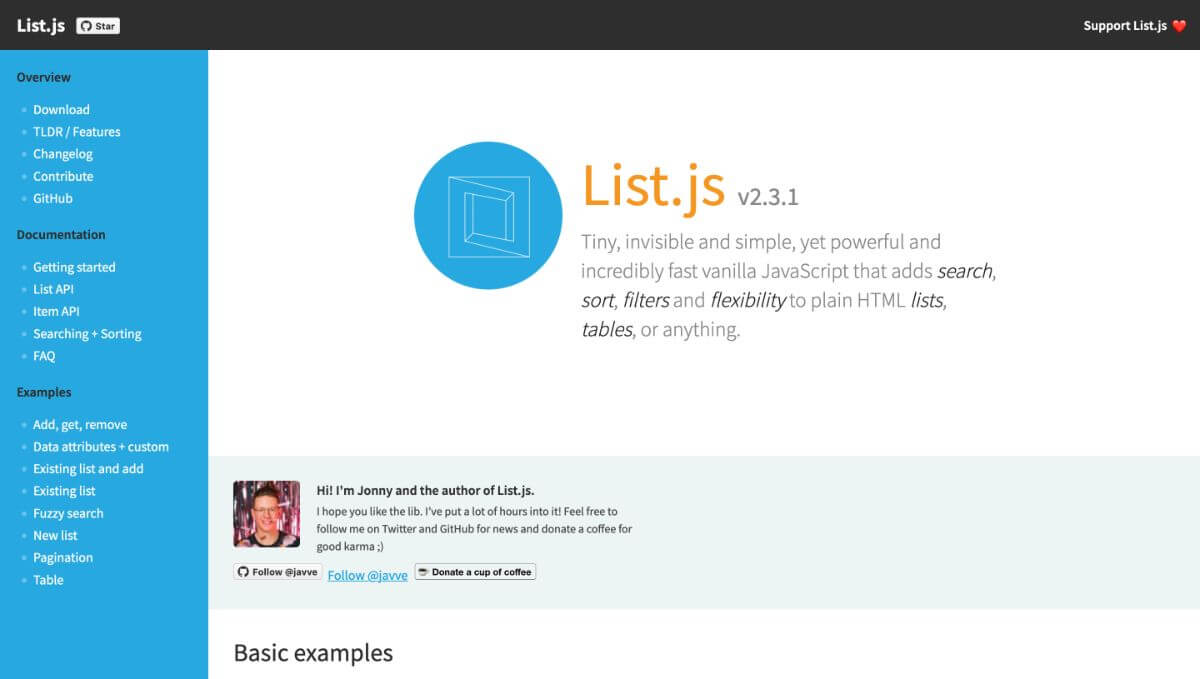 List.js
Star
Support List.js ❤️
Overview
Download
TLDR / Features
Changelog
Contribute
GitHub
Documentation
Getting started
List API
Item API
Searching + Sorting
FAQ
Examples
Add, get, remove
Data attributes + custom
Existing list and add
Existing list
Fuzzy search
New list
Pagination
Table
List.js v2.3.1
Tiny, invisible and simple, yet powerful and
incredibly fast vanilla JavaScript that adds search,
sort, filters and flexibility to plain HTML lists,
tables, or anything.
Hi! I'm Jonny and the author of List.js.
I hope you like the lib. I've put a lot of hours into it! Feel free to
follow me on Twitter and GitHub for news and donate a coffee for
good karma ;)
Follow @javve
Follow @javve
Donate a cup of coffee
Basic examples